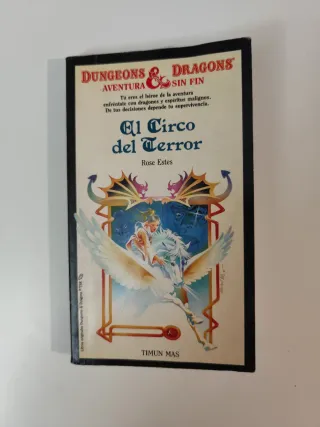 DUNGEONS & DRAGONS®
AVENTURA SIN FIN
Tú eres el héroe de la aventura
enfréntate con dragones y espíritus malignos.
De tus decisiones depende tu supervivencia.
El Circo
del Terror
Rose Estes
TIMUN MAS